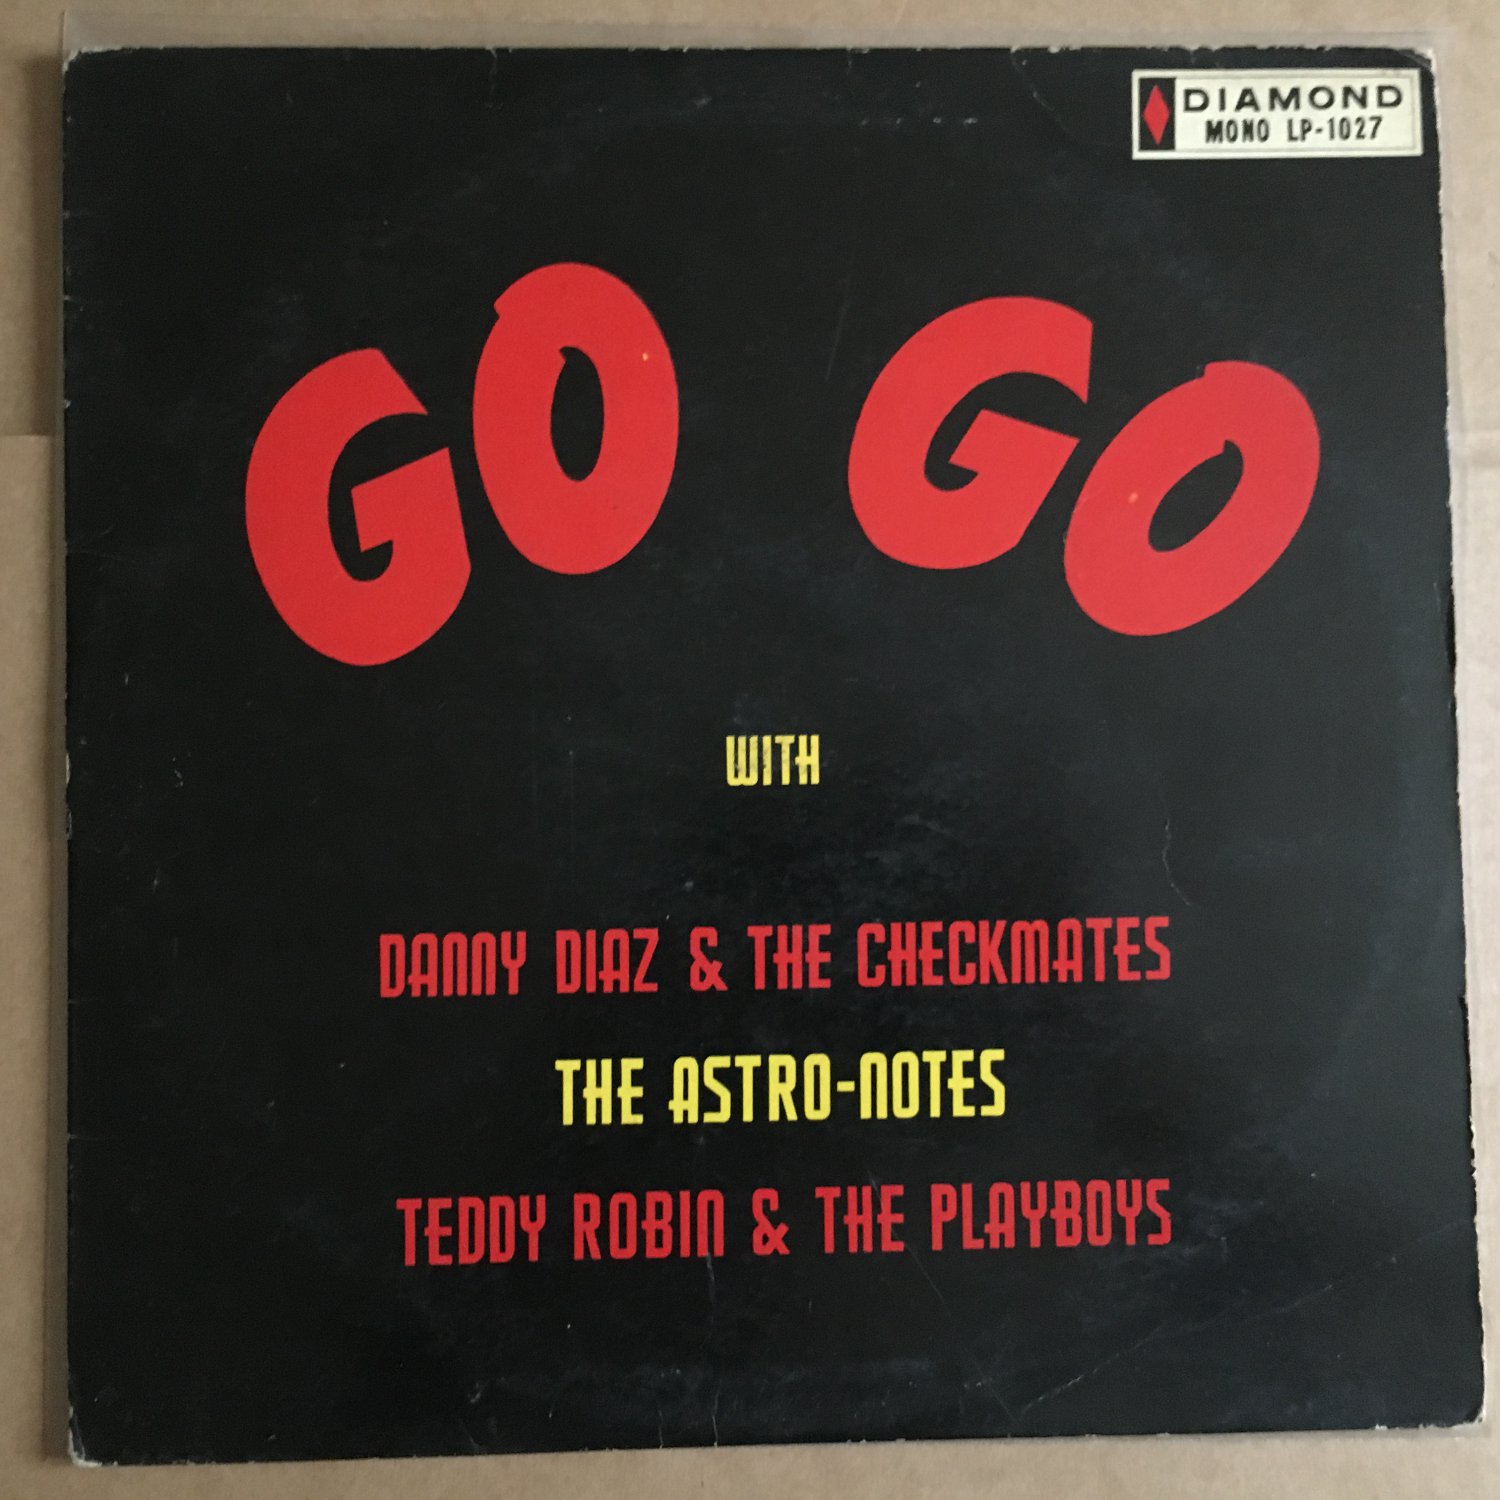 DIAMOND
MONO LP-1027
GO GO
WITH
DANNY DIAZ & THE CHECKMATES
THE ASTRO-NOTES
TEDDY ROBIN & THE PLAYBOYS